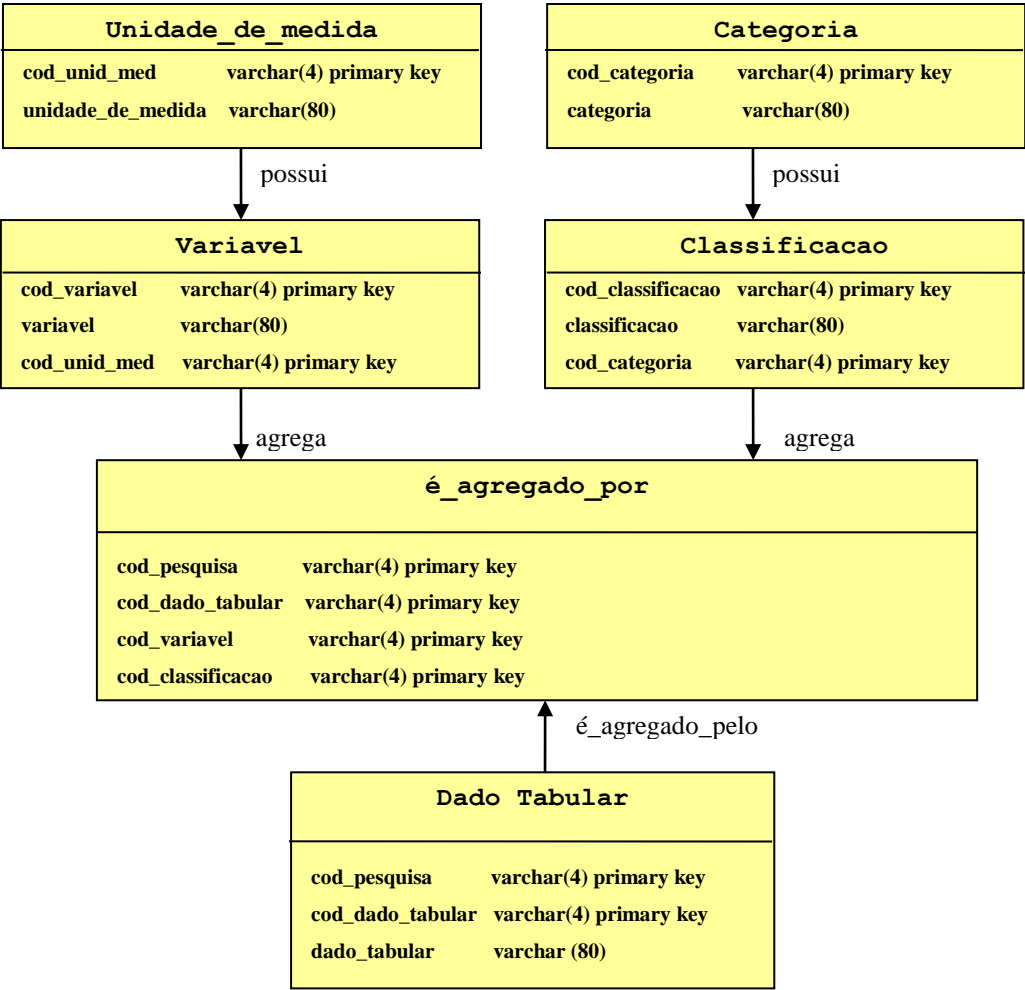 Unidade_de_medida
cod_unid_med varchar(4) primary key
unidade_de_medida varchar(80)
Categoria
cod_categoria varchar(4) primary key
categoria varchar(80)
possui
possui
Variavel
cod_variavel varchar(4) primary key
variavel varchar(80)
cod_unid_med varchar(4) primary key
Classificacao
cod_classificacao varchar(4) primary key
classificacao varchar(80)
cod_categoria varchar(4) primary key
agrega
agrega
é_agregado_por
cod_pesquisa varchar(4) primary key
cod_dado_tabular varchar(4) primary key
cod_variavel varchar(4) primary key
cod_classificacao varchar(4) primary key
é_agregado_pelo
Dado Tabular
cod_pesquisa varchar(4) primary key
cod_dado_tabular varchar(4) primary key
dado_tabular varchar (80)